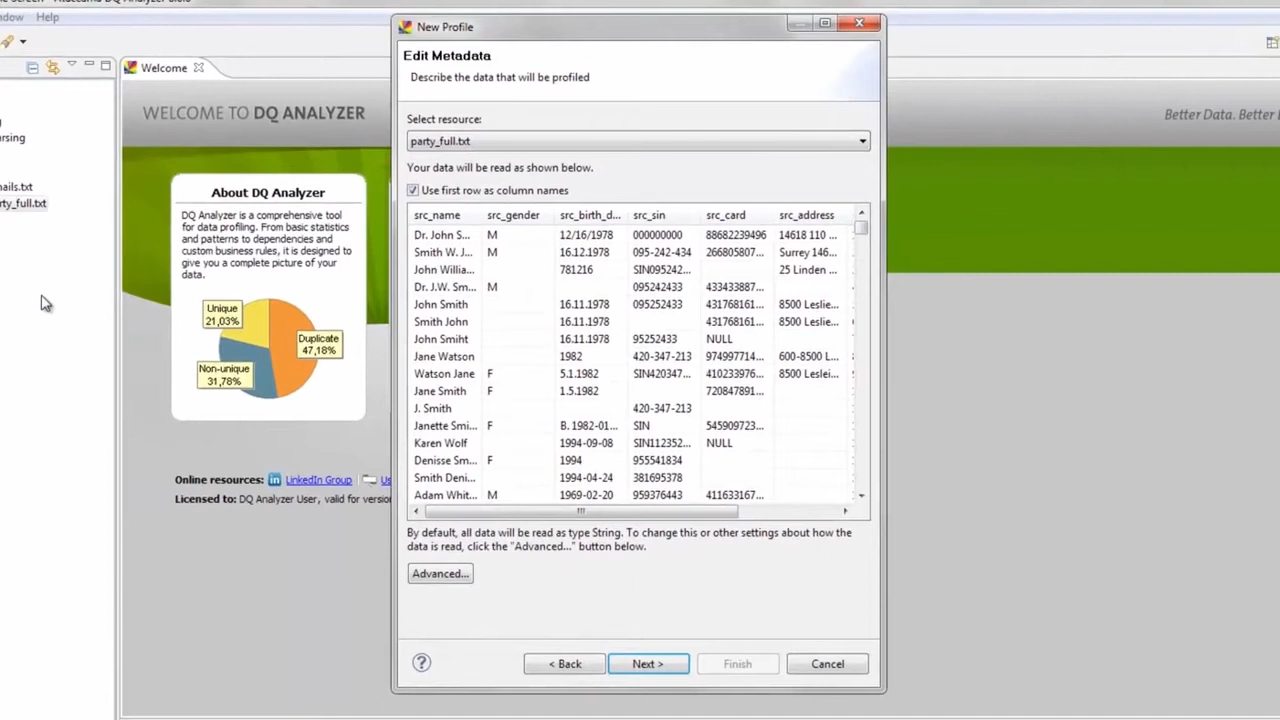 Help
Welcome
WELCOME TO DQ ANALYZER
Better Data. Better
party_full.txt
About DQ Analyzer
DQ Analyzer is a comprehensive tool
for data profiling. From basic statistics
and patterns to dependencies and
custom business rules, it is designed to
give you a complete picture of your
data.
Unique
21,03%
Duplicate
47,18%
Non-unique
31,78%
Online resources: LinkedIn Group
Licensed to: DQ Analyzer User, valid for
New Profile
Edit Metadata
Describe the data that will be profiled
Select resource:
party_full.txt
Your data will be read as shown below.
Use first row as column names
src_name src_gender src_birth_d... src_sin src_card src_address
Dr. John S... M 12/16/1978 000000000 88682239496 14618 110 ...
Smith W. J... M 16.12.1978 095-242-434 266805807... Surrey 146...
John Willia... 781216 SIN095242... 25 Linden ...
Dr. J.W. Sm... M 095242433 433433887...
John Smith 16.11.1978 095252433 431768161... 8500 Leslie...
Smith John 16.11.1978 431768161... 8500 Leslie...
John Smiht 16.11.1978 95252433 NULL
Jane Watson 1982 420-347-213 974997714... 600-8500 L...
Watson Jane F 5.1.1982 SIN420347... 410233976... 8500 Leslei...
Jane Smith F 1.5.1982 720847891...
J. Smith 420-347-213
Janette Smi... F B. 1982-01... SIN 545909723...
Karen Wolf 1994-09-08 SIN112352... NULL
Denisse Sm... F 1994 955541834
Smith Deni... 1994-04-24 381695378
Adam Whit... M 1969-02-20 959376443 411633167...
By default, all data will be read as type String. To change this or other settings about how the
data is read, click the "Advanced..." button below.
Advanced...
< Back Next > Finish Cancel